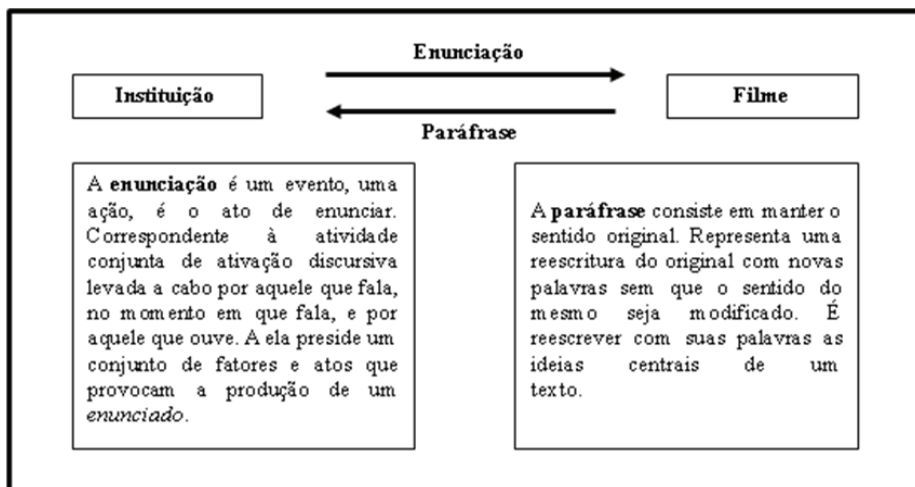 Enunciação
Instituição
Filme
Paráfrase
A enunciação é um evento, uma
ação, é o ato de enunciar.
Correspondente à atividade
conjunta de ativação discursiva
levada a cabo por aquele que fala,
no momento em que fala, e por
aquele que ouve. A ela preside um
conjunto de fatores e atos que
provocam a produção de um
enunciado.
A paráfrase consiste em manter o
sentido original. Representa uma
reescritura do original com novas
palavras sem que o sentido do
mesmo seja modificado. É
reescrever com suas palavras as
ideias centrais de um
texto.